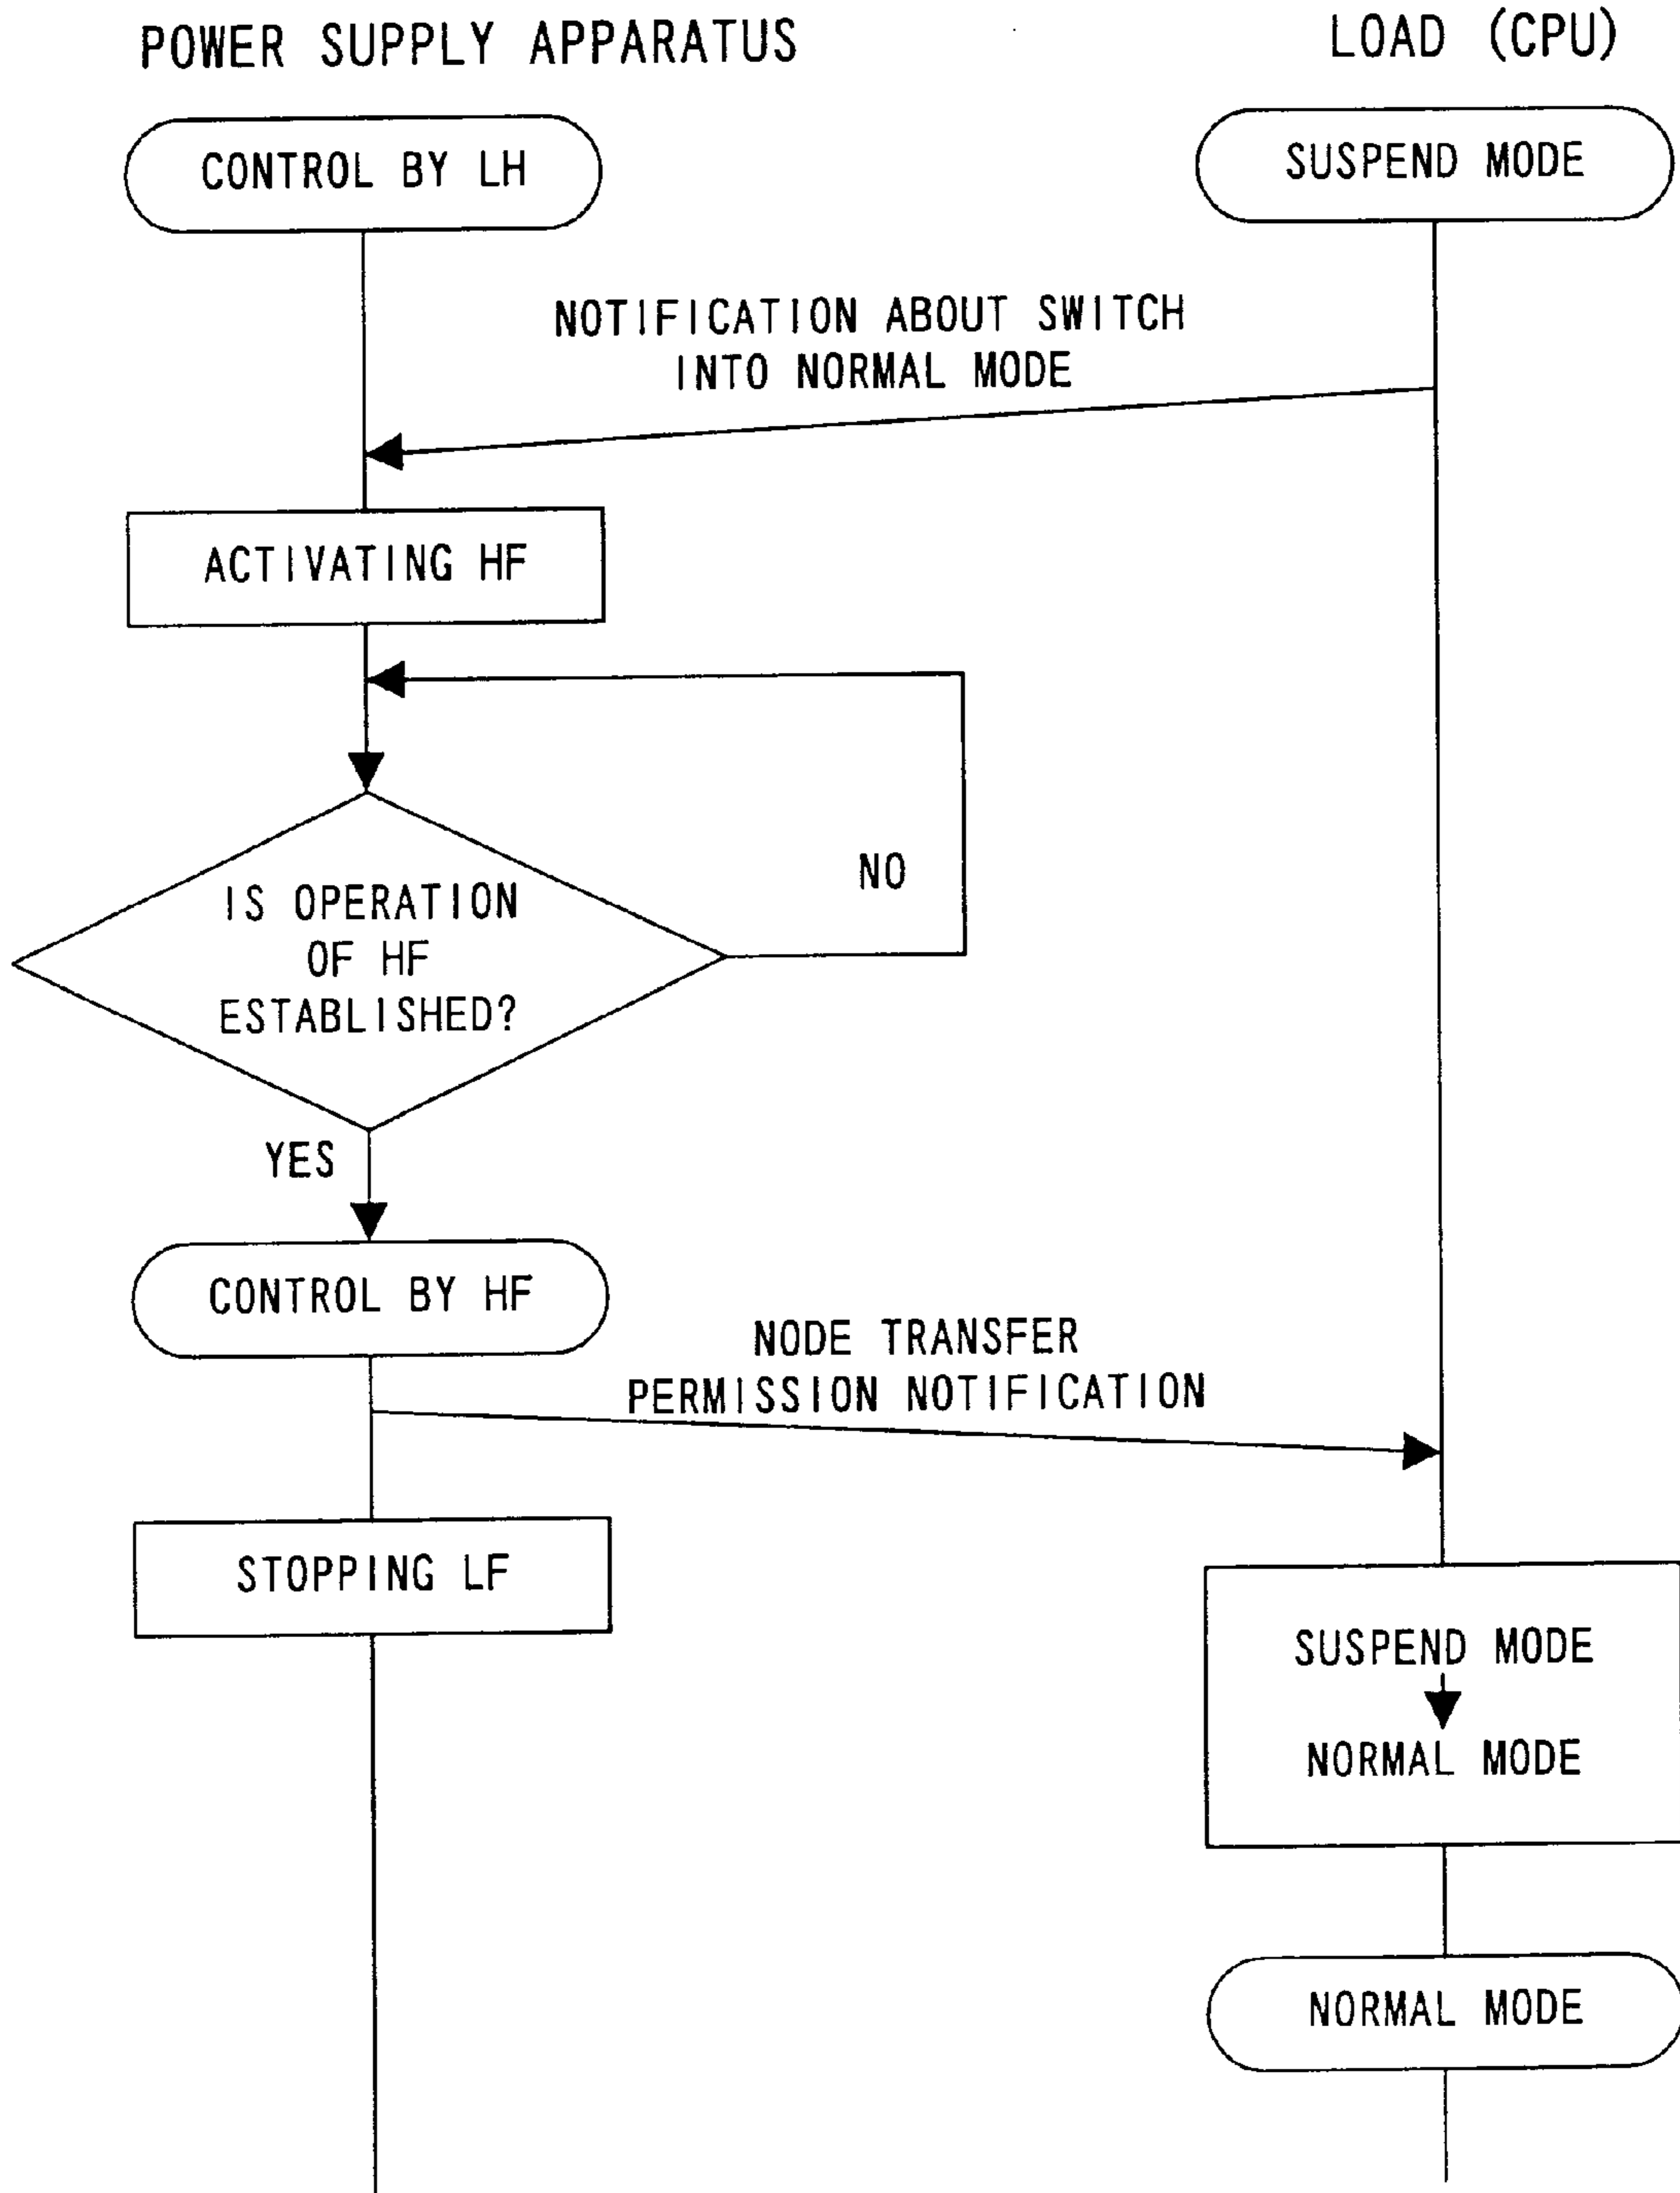 POWER SUPPLY APPARATUS
LOAD (CPU)
CONTROL BY LH
SUSPEND MODE
NOTIFICATION ABOUT SWITCH
INTO NORMAL MODE
ACTIVATING HF
NO
IS OPERATION
OF HF
ESTABLISHED?
YES
CONTROL BY HF
NODE TRANSFER
PERMISSION NOTIFICATION
STOPPING LF
SUSPEND MODE
NORMAL MODE
NORMAL MODE